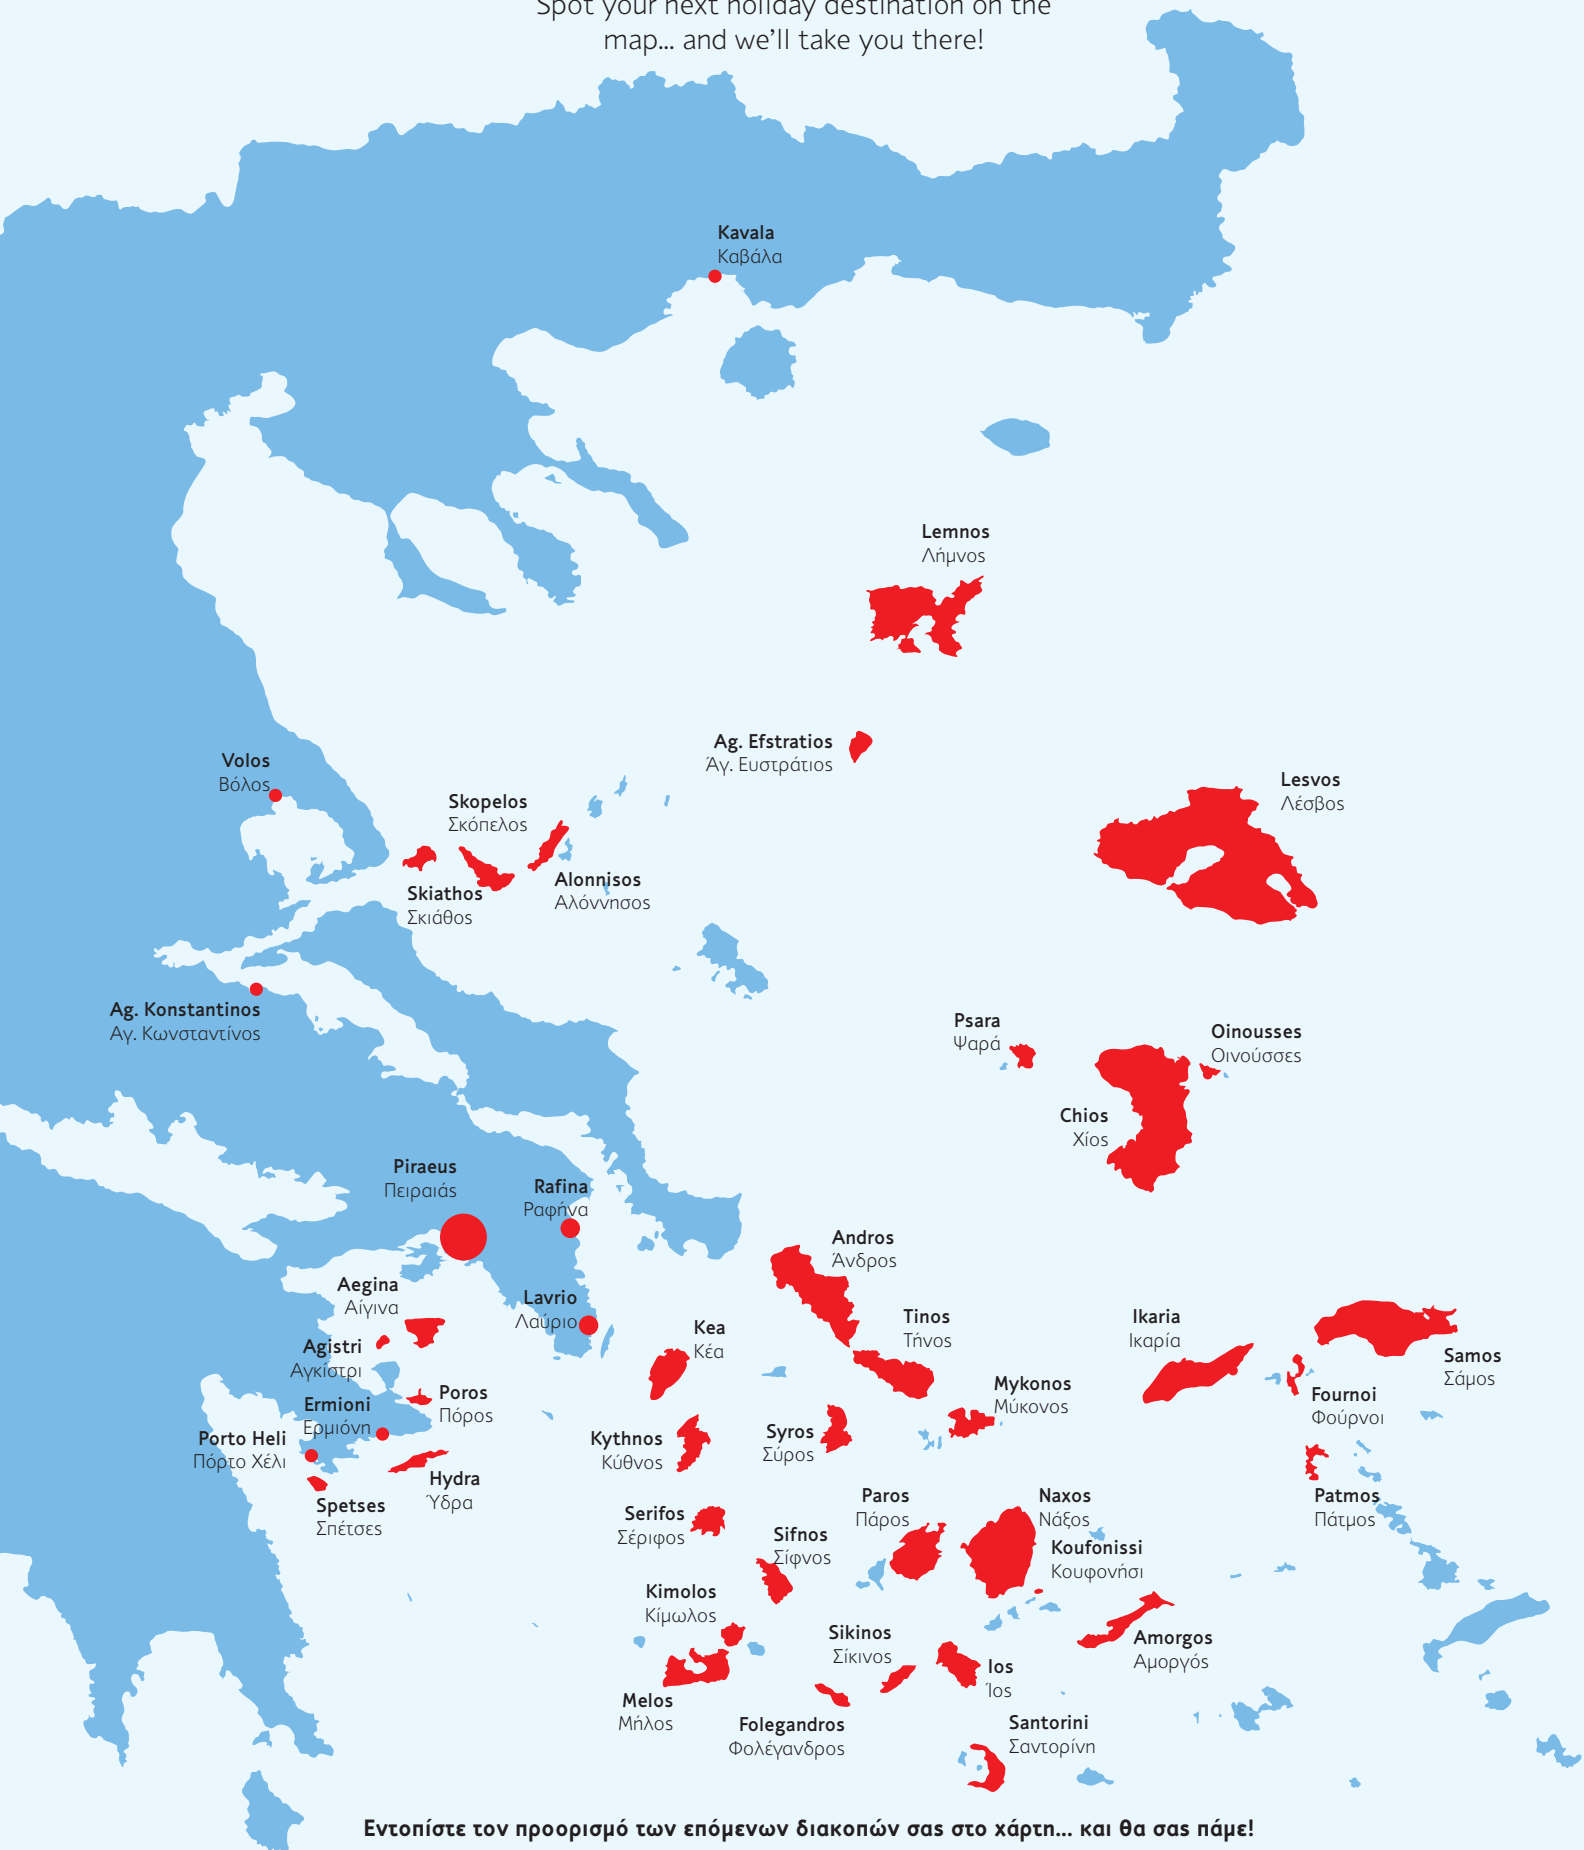 Spot your next holiday destination on the
map... and we'll take you there!
Kavala
Καβάλα
Lemnos
Λήμνος
Ag. Efstratios
Άγ. Ευστράτιος
Volos
Βόλος
Lesvos
Λέσβος
Skopelos
Σκόπελος
Skiathos
Σκιάθος
Alonnisos
Αλόννησος
Ag. Konstantinos
Αγ. Κωνσταντίνος
Psara
Ψαρά
Oinousses
Οινούσσες
Chios
Χίος
Piraeus
Πειραιάς
Rafina
Ραφήνα
Andros
Άνδρος
Aegina
Αίγινα
Lavrio
Λαύριο
Tinos
Τήνος
Ikaria
Ικαρία
Kea
Κέα
Agistri
Αγκίστρι
Samos
Σάμος
Poros
Πόρος
Mykonos
Μύκονος
Fournoi
Φούρνοι
Ermioni
Ερμιόνη
Porto Heli
Πόρτο Χέλι
Kythnos
Κύθνος
Syros
Σύρος
Hydra
Ύδρα
Spetses
Σπέτσες
Paros
Πάρος
Naxos
Νάξος
Patmos
Πάτμος
Serifos
Σέριφος
Sifnos
Σίφνος
Koufonissi
Κουφονήσι
Kimolos
Κίμωλος
Sikinos
Σίκινος
Amorgos
Αμοργός
Ios
Ίος
Melos
Μήλος
Folegandros
Φολέγανδρος
Santorini
Σαντορίνη
Εντοπίστε τον προορισμό των επόμενων διακοπών σας στο χάρτη... και θα σας πάμε!